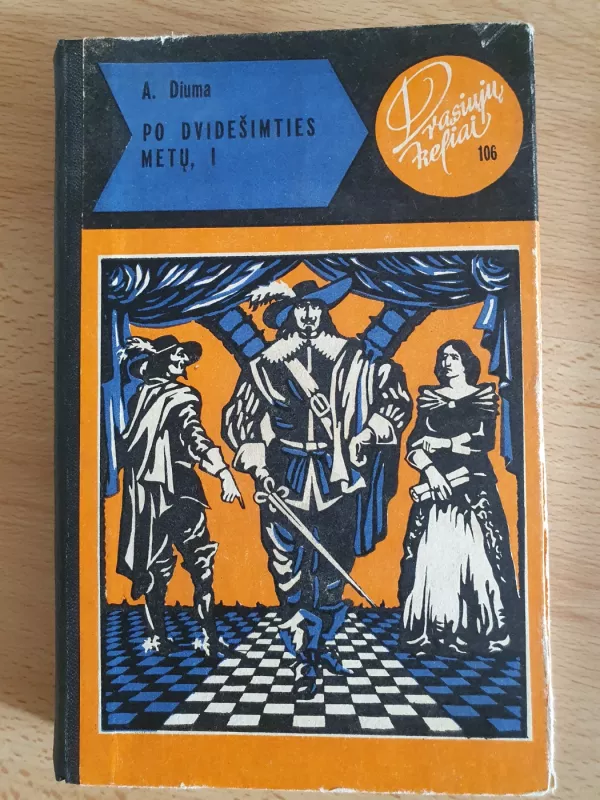 A. Diuma
PO DVIDEŠIMTIES
METŲ, I
Drąsiųjų
keliai
106